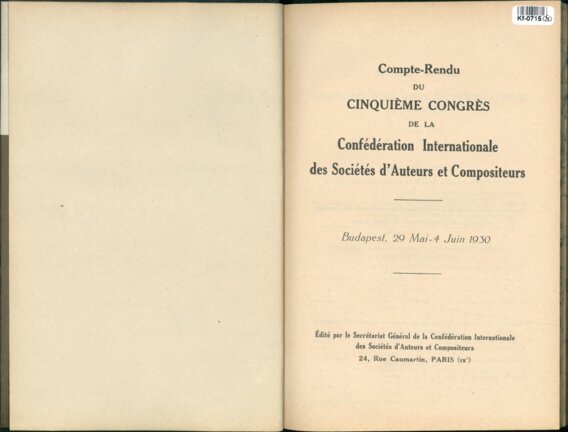 Kf-0715
Compte-Rendu
DU
CINQUIÈME CONGRÈS
DE LA
Confédération Internationale
des Sociétés d'Auteurs et Compositeurs
Budapest, 29 Mai-4 Juin 1930
Édité par le Secrétariat Général de la Confédération Internationale
des Sociétés d'Auteurs et Compositeurs
24, Rue Caumartin, PARIS (IXᵉ)